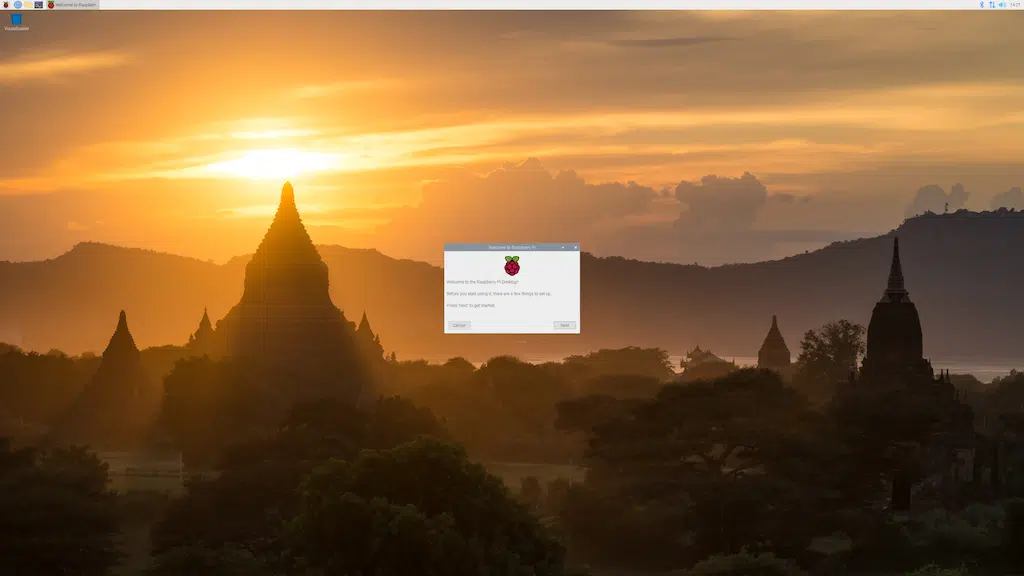 Welcome to Raspberr
14:21
Wastebasket
Welcome to Raspberry Pi
Welcome to the Raspberry Pi Desktop!
Before you start using it, there are a few things to set up.
Press 'Next' to get started.
Cancel
Next